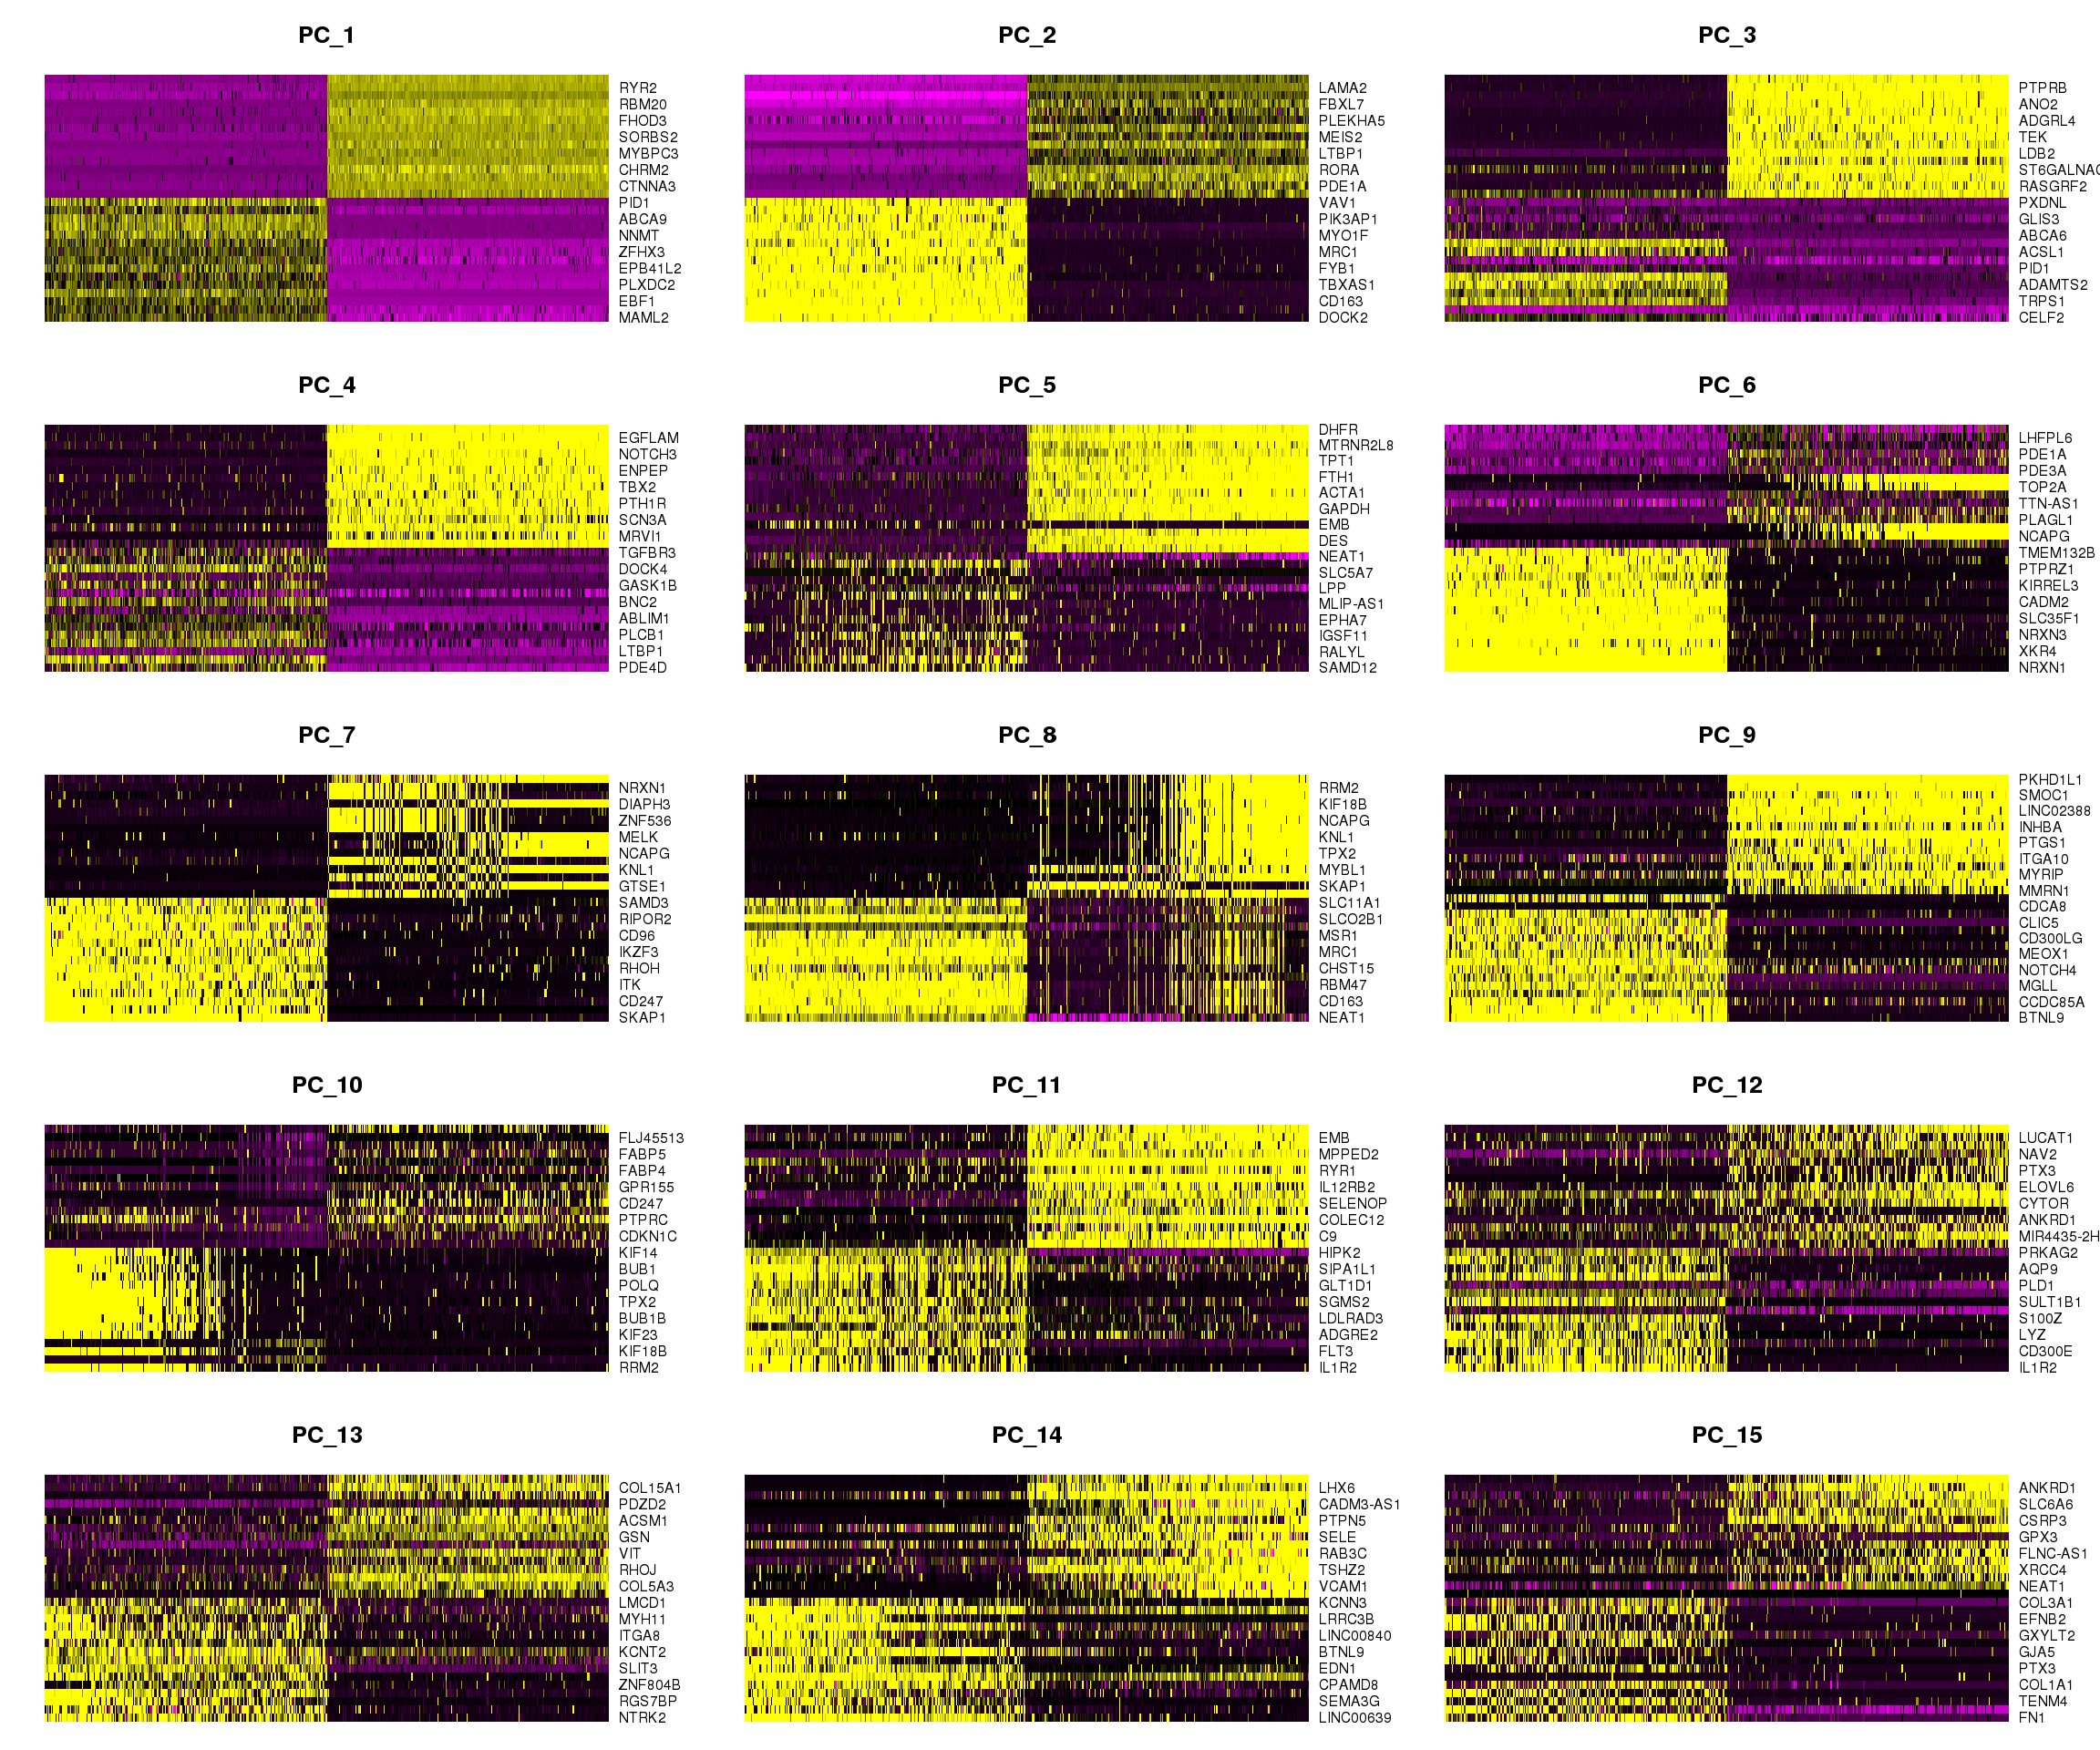 PC_1
RYR2
RBM20
FHOD3
SORBS2
MYBPC3
CHRM2
CTNNA3
PID1
ABCA9
NNMT
ZFHX3
EPB41L2
PLXDC2
EBF1
MAML2
PC_2
LAMA2
FBXL7
PLEKHA5
MEIS2
LTBP1
RORA
PDE1A
VAV1
PIK3AP1
MYO1F
MRC1
FYB1
TBXAS1
CD163
DOCK2
PC_3
PTPRB
ANO2
ADGRL4
TEK
LDB2
ST6GALNAC
RASGRF2
PXDNL
GLIS3
ABCA6
ACSL1
PID1
ADAMTS2
TRPS1
CELF2
PC_4
EGFLAM
NOTCH3
ENPEP
TBX2
PTH1R
SCN3A
MRVI1
TGFBR3
DOCK4
GASK1B
BNC2
ABLIM1
PLCB1
LTBP1
PDE4D
PC_5
DHFR
MTRNR2L8
TPT1
FTH1
ACTA1
GAPDH
EMB
DES
NEAT1
SLC5A7
LPP
MLIP-AS1
EPHA7
IGSF11
RALYL
SAMD12
PC_6
LHFPL6
PDE1A
PDE3A
TOP2A
TTN-AS1
PLAGL1
NCAPG
TMEM132B
PTPRZ1
KIRREL3
CADM2
SLC35F1
NRXN3
XKR4
NRXN1
PC_7
NRXN1
DIAPH3
ZNF536
MELK
NCAPG
KNL1
GTSE1
SAMD3
RIPOR2
CD96
IKZF3
RHOH
ITK
CD247
SKAP1
PC_8
RRM2
KIF18B
NCAPG
KNL1
TPX2
MYBL1
SKAP1
SLC11A1
SLCO2B1
MSR1
MRC1
CHST15
RBM47
CD163
NEAT1
PC_9
PKHD1L1
SMOC1
LINC02388
INHBA
PTGS1
ITGA10
MYRIP
MMRN1
CDCA8
CLIC5
CD300LG
MEOX1
NOTCH4
MGLL
CCDC85A
BTNL9
PC_10
FLJ45513
FABP5
FABP4
GPR155
CD247
PTPRC
CDKN1C
KIF14
BUB1
POLQ
TPX2
BUB1B
KIF23
KIF18B
RRM2
PC_11
EMB
MPPED2
RYR1
IL12RB2
SELENOP
COLEC12
C9
HIPK2
SIPA1L1
GLT1D1
SGMS2
LDLRAD3
ADGRE2
FLT3
IL1R2
PC_12
LUCAT1
NAV2
PTX3
ELOVL6
CYTOR
ANKRD1
MIR4435-2H
PRKAG2
AQP9
PLD1
SULT1B1
S100Z
LYZ
CD300E
IL1R2
PC_13
COL15A1
PDZD2
ACSM1
GSN
VIT
RHOJ
COL5A3
LMCD1
MYH11
ITGA8
KCNT2
SLIT3
ZNF804B
RGS7BP
NTRK2
PC_14
LHX6
CADM3-AS1
PTPN5
SELE
RAB3C
TSHZ2
VCAM1
KCNN3
LRRC3B
LINC00840
BTNL9
EDN1
CPAMD8
SEMA3G
LINC00639
PC_15
ANKRD1
SLC6A6
CSRP3
GPX3
FLNC-AS1
XRCC4
NEAT1
COL3A1
EFNB2
GXYLT2
GJA5
PTX3
COL1A1
TENM4
FN1